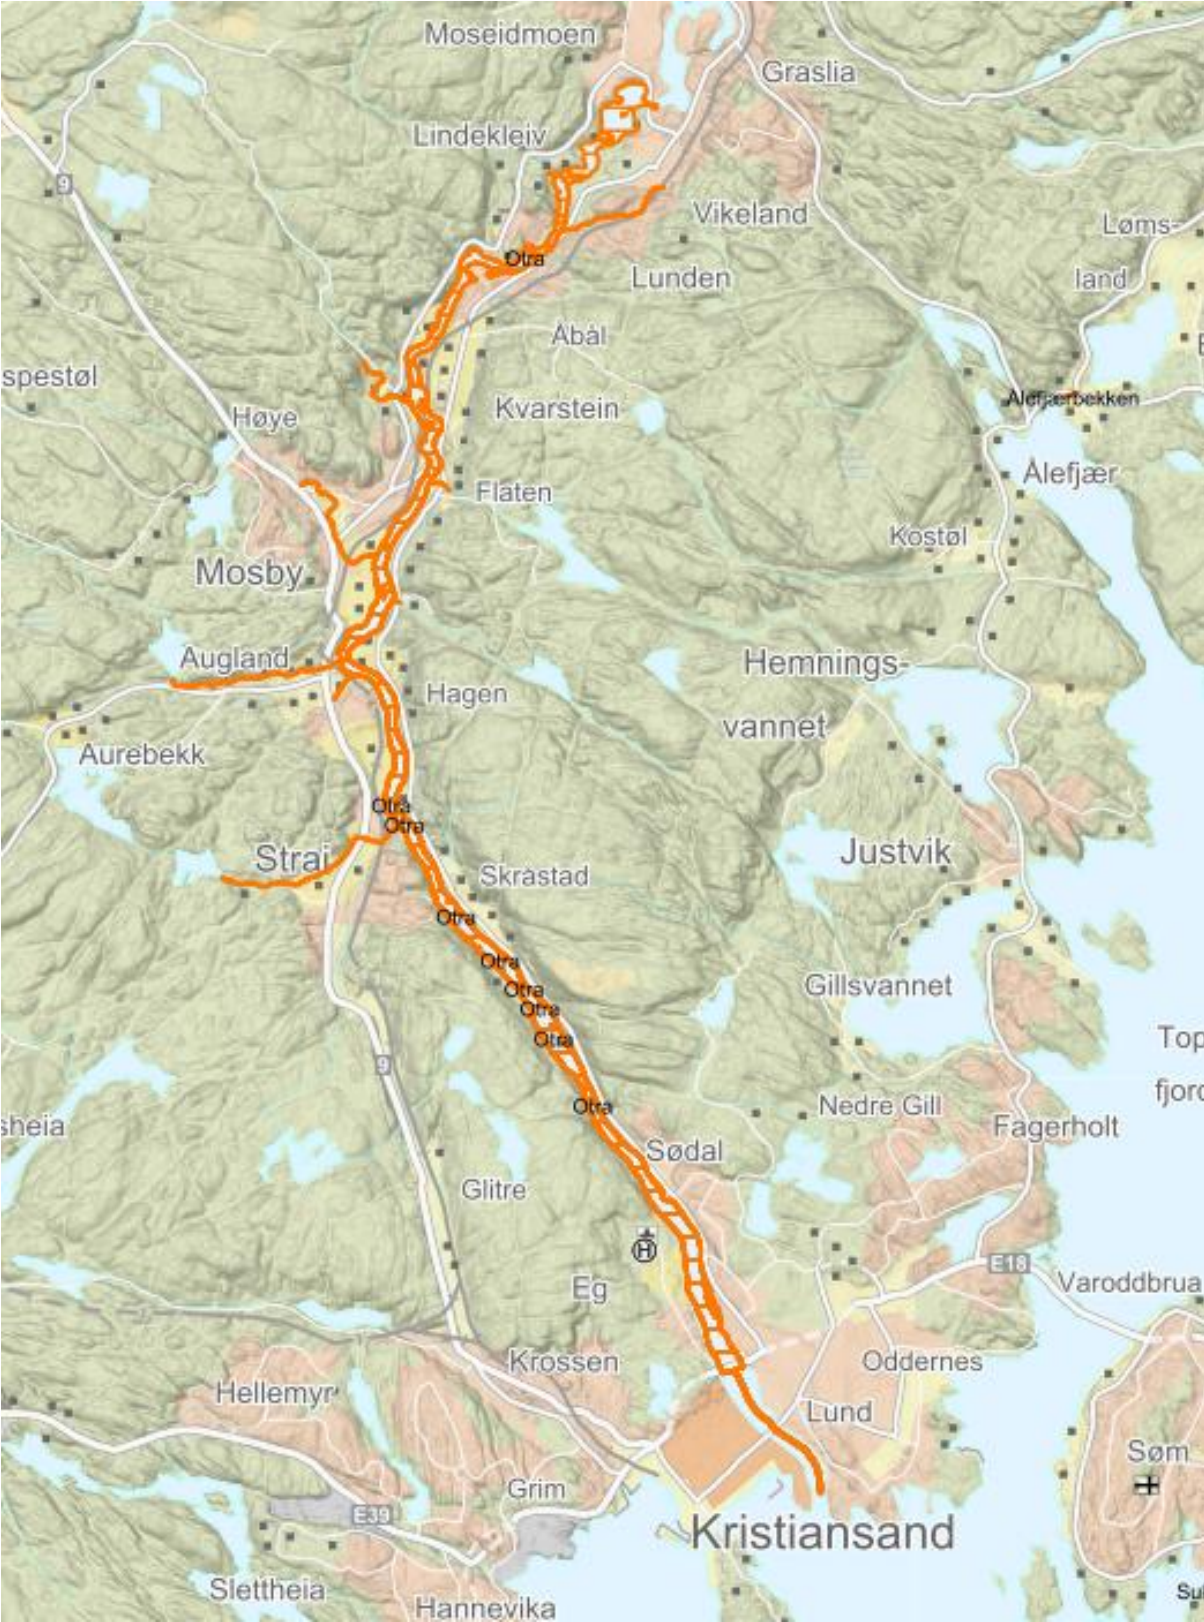 Moseidmoen
Graslia
Lindekleiv
9
Vikeland
Løms-
Otra
Lunden
land
Åbål
spestøl
Ålefjærbekken
Høye
Kvarstein
Ålefjær
Flaten
Kostøl
Mosby
Augland
Hemnings-
Hagen
vannet
Aurebekk
Otra
Otra
Strai
Justvik
Skråstad
Otra
Otra
Gillsvannet
Otra
Otra
Otra
Top
9
fjord
Otra
Nedre Gill
sheia
Fagerholt
Sødal
Glitre
H
E18
Eg
Varoddbrua
Krossen
Oddernes
Hellemyr
Lund
Søm
Grim
E39
Kristiansand
Slettheia
Hannevika